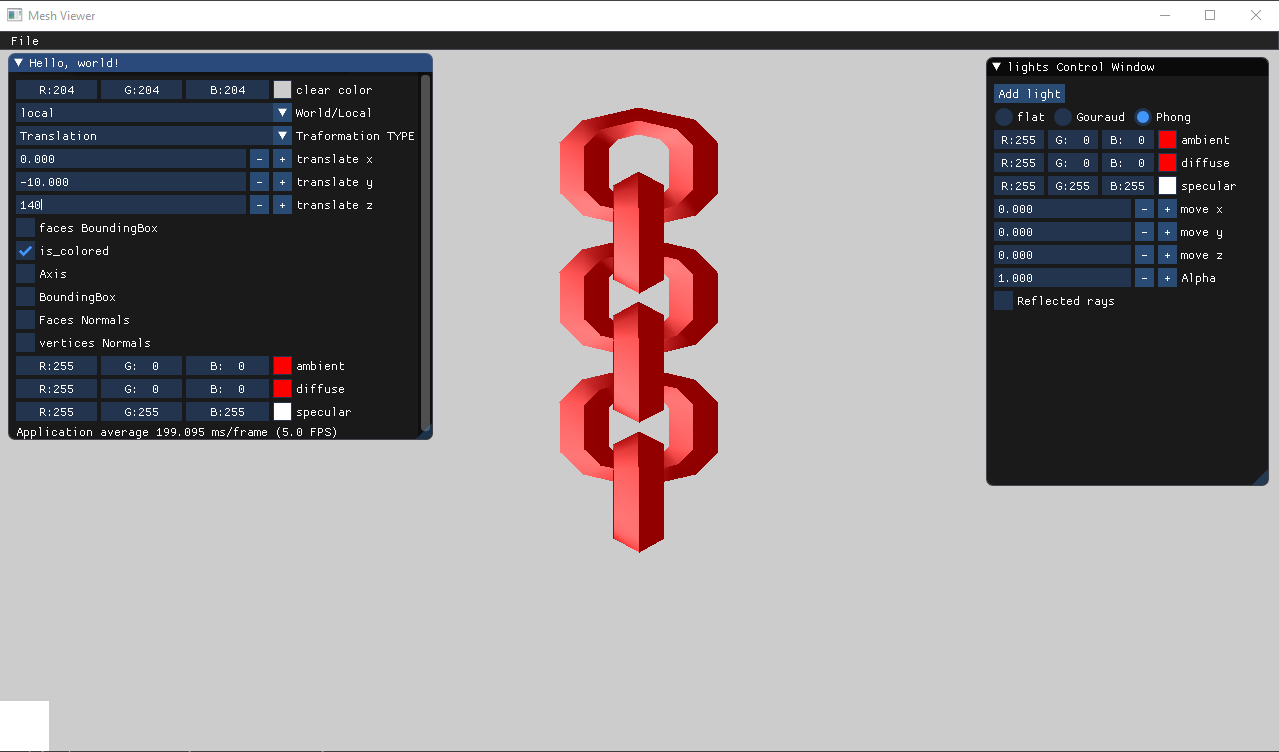 Mesh Viewer
File
Hello, world!
R:204 G:204 B:204 clear color
local World/Local
Translation Traformation TYPE
0.000 - + translate x
-10.000 - + translate y
140 - + translate z
faces BoundingBox
is_colored
Axis
BoundingBox
Faces Normals
vertices Normals
R:255 G: 0 B: 0 ambient
R:255 G: 0 B: 0 diffuse
R:255 G:255 B:255 specular
Application average 199.095 ms/frame (5.0 FPS)
lights Control Window
Add light
flat Gouraud Phong
R:255 G: 0 B: 0 ambient
R:255 G: 0 B: 0 diffuse
R:255 G:255 B:255 specular
0.000 - + move x
0.000 - + move y
0.000 - + move z
1.000 - + Alpha
Reflected rays